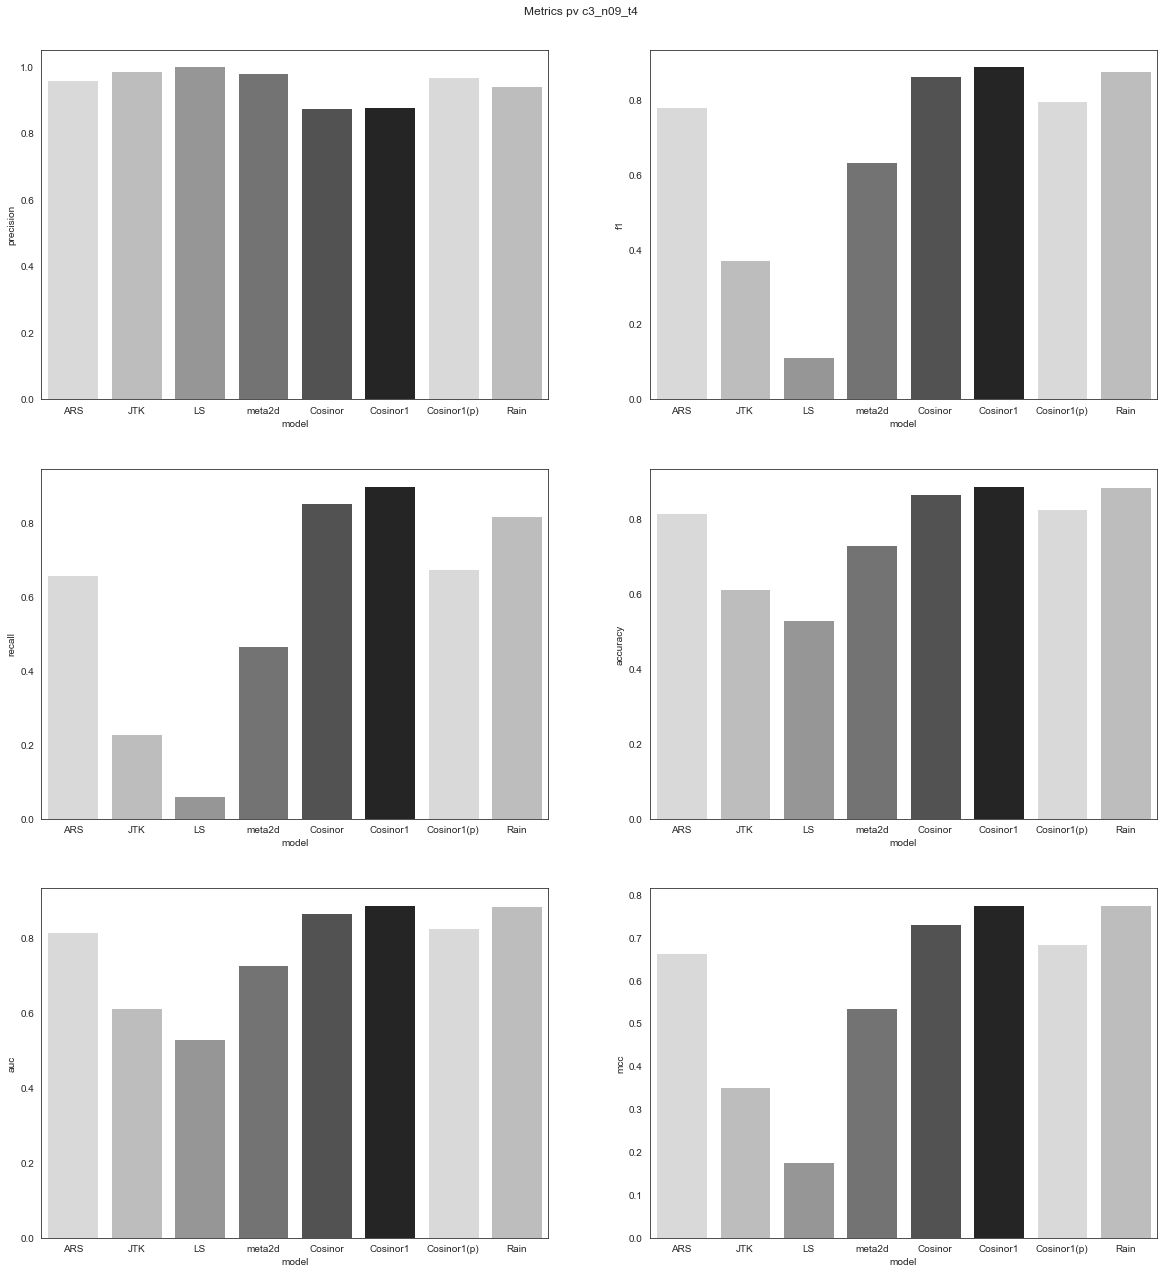 Metrics pv c3_n09_t4
precision
1.0
0.8
0.6
0.4
0.2
0.0
ARS JTK LS meta2d Cosinor Cosinor1 Cosinor1(p) Rain
model
f1
0.8
0.6
0.4
0.2
0.0
ARS JTK LS meta2d Cosinor Cosinor1 Cosinor1(p) Rain
model
recall
0.8
0.6
0.4
0.2
0.0
ARS JTK LS meta2d Cosinor Cosinor1 Cosinor1(p) Rain
model
accuracy
0.8
0.6
0.4
0.2
0.0
ARS JTK LS meta2d Cosinor Cosinor1 Cosinor1(p) Rain
model
auc
0.8
0.6
0.4
0.2
0.0
ARS JTK LS meta2d Cosinor Cosinor1 Cosinor1(p) Rain
model
mcc
0.8
0.7
0.6
0.5
0.4
0.3
0.2
0.1
0.0
ARS JTK LS meta2d Cosinor Cosinor1 Cosinor1(p) Rain
model